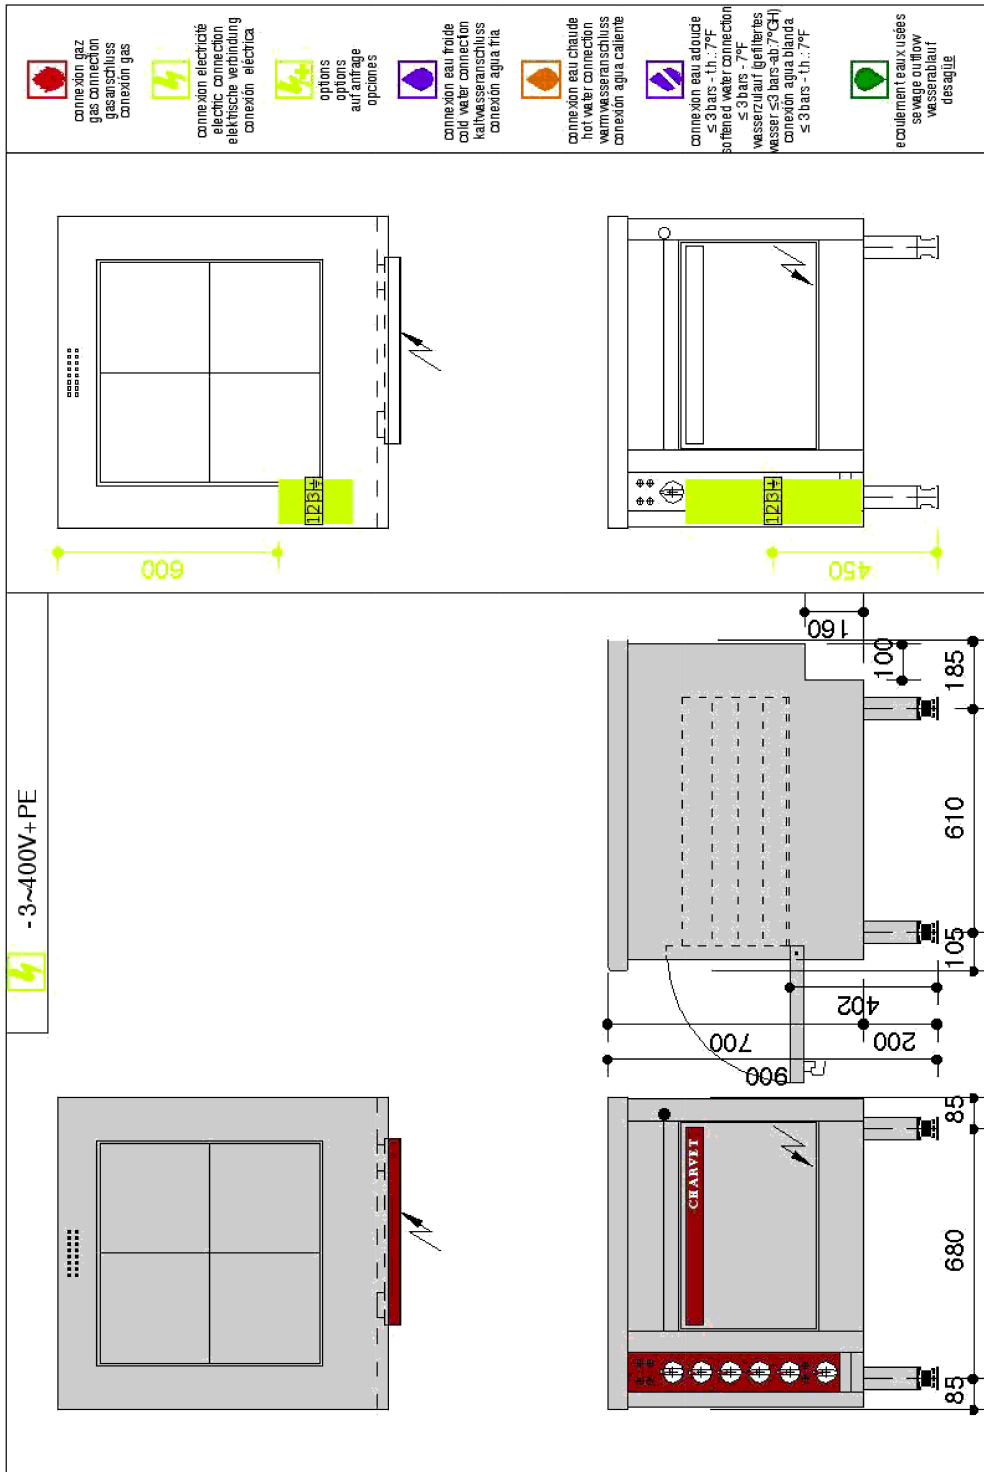 connexion gaz
gas connection
gasanschluss
conexión gas
connexion electricité
electric connection
elektrische verbindung
conexión eléctrica
options
options
auf anfrage
opciones
connexion eau froide
cold water connection
kaltwasseranschluss
conexión agua fria
connexion eau chaude
hot water connection
warmwasseranschluss
conexión agua caliente
connexion eau adoucie
≤ 3 bars - t.h.: 7°F
softened water connection
≤ 3 bars - 7°F
wasserzulauf (gefiltertes
wasser ≤3 bars-ab:7°GH)
conexión agua blanda
≤ 3 bars - t.h.: 7°F
ecoulement eaux usées
sewage outflow
wasserablauf
desagüe
123
600
123
450
- 3~400V+PE
160
100
185
610
105
402
700
200
900
CHARVET
85
680
85